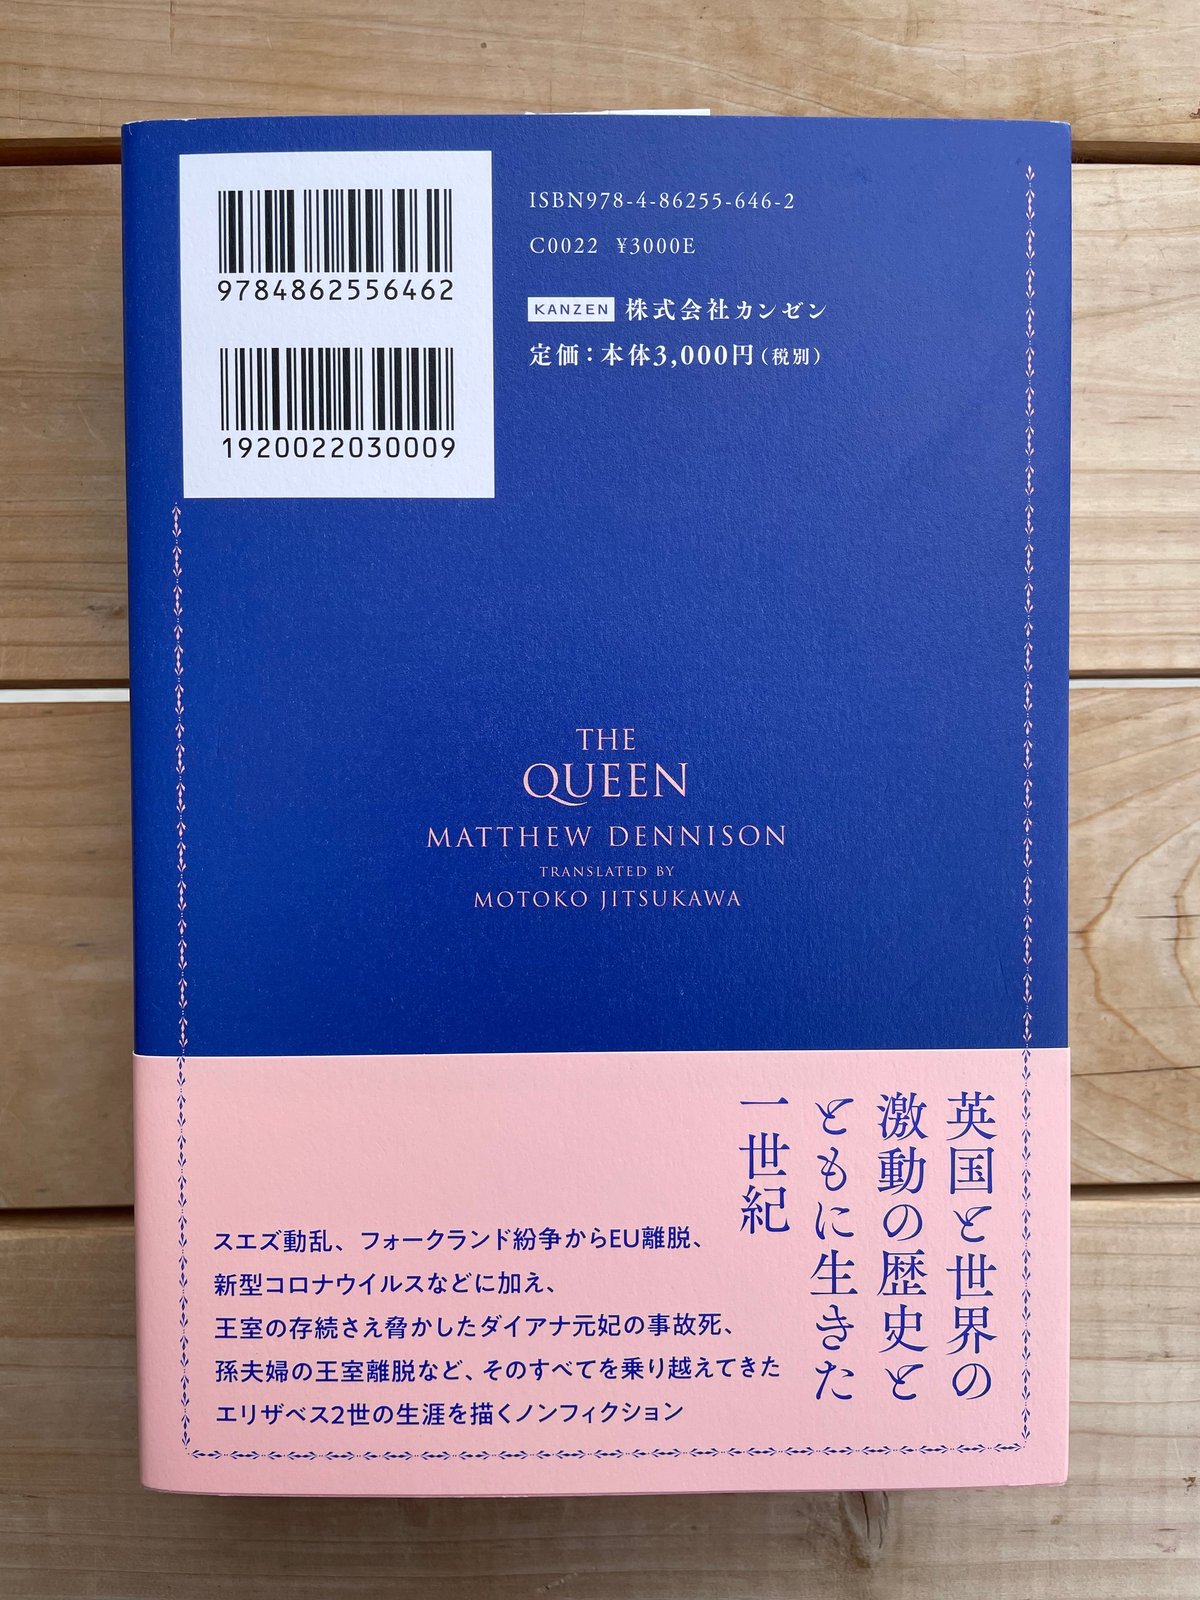 9784862556462
1920022030009
ISBN978-4-86255-646-2
C0022 ¥3000E
KANZEN 株式会社カンゼン
定価：本体3,000円（税別）
THE
QUEEN
MATTHEW DENNISON
TRANSLATED BY
MOTOKO JITSUKAWA
英国と世界の
激動の歴史と
ともに生きた
一世紀
スエズ動乱、フォークランド紛争からEU離脱、
新型コロナウイルスなどに加え、
王室の存続さえ脅かしたダイアナ元妃の事故死、
孫夫婦の王室離脱など、そのすべてを乗り越えてきた
エリザベス2世の生涯を描くノンフィクション